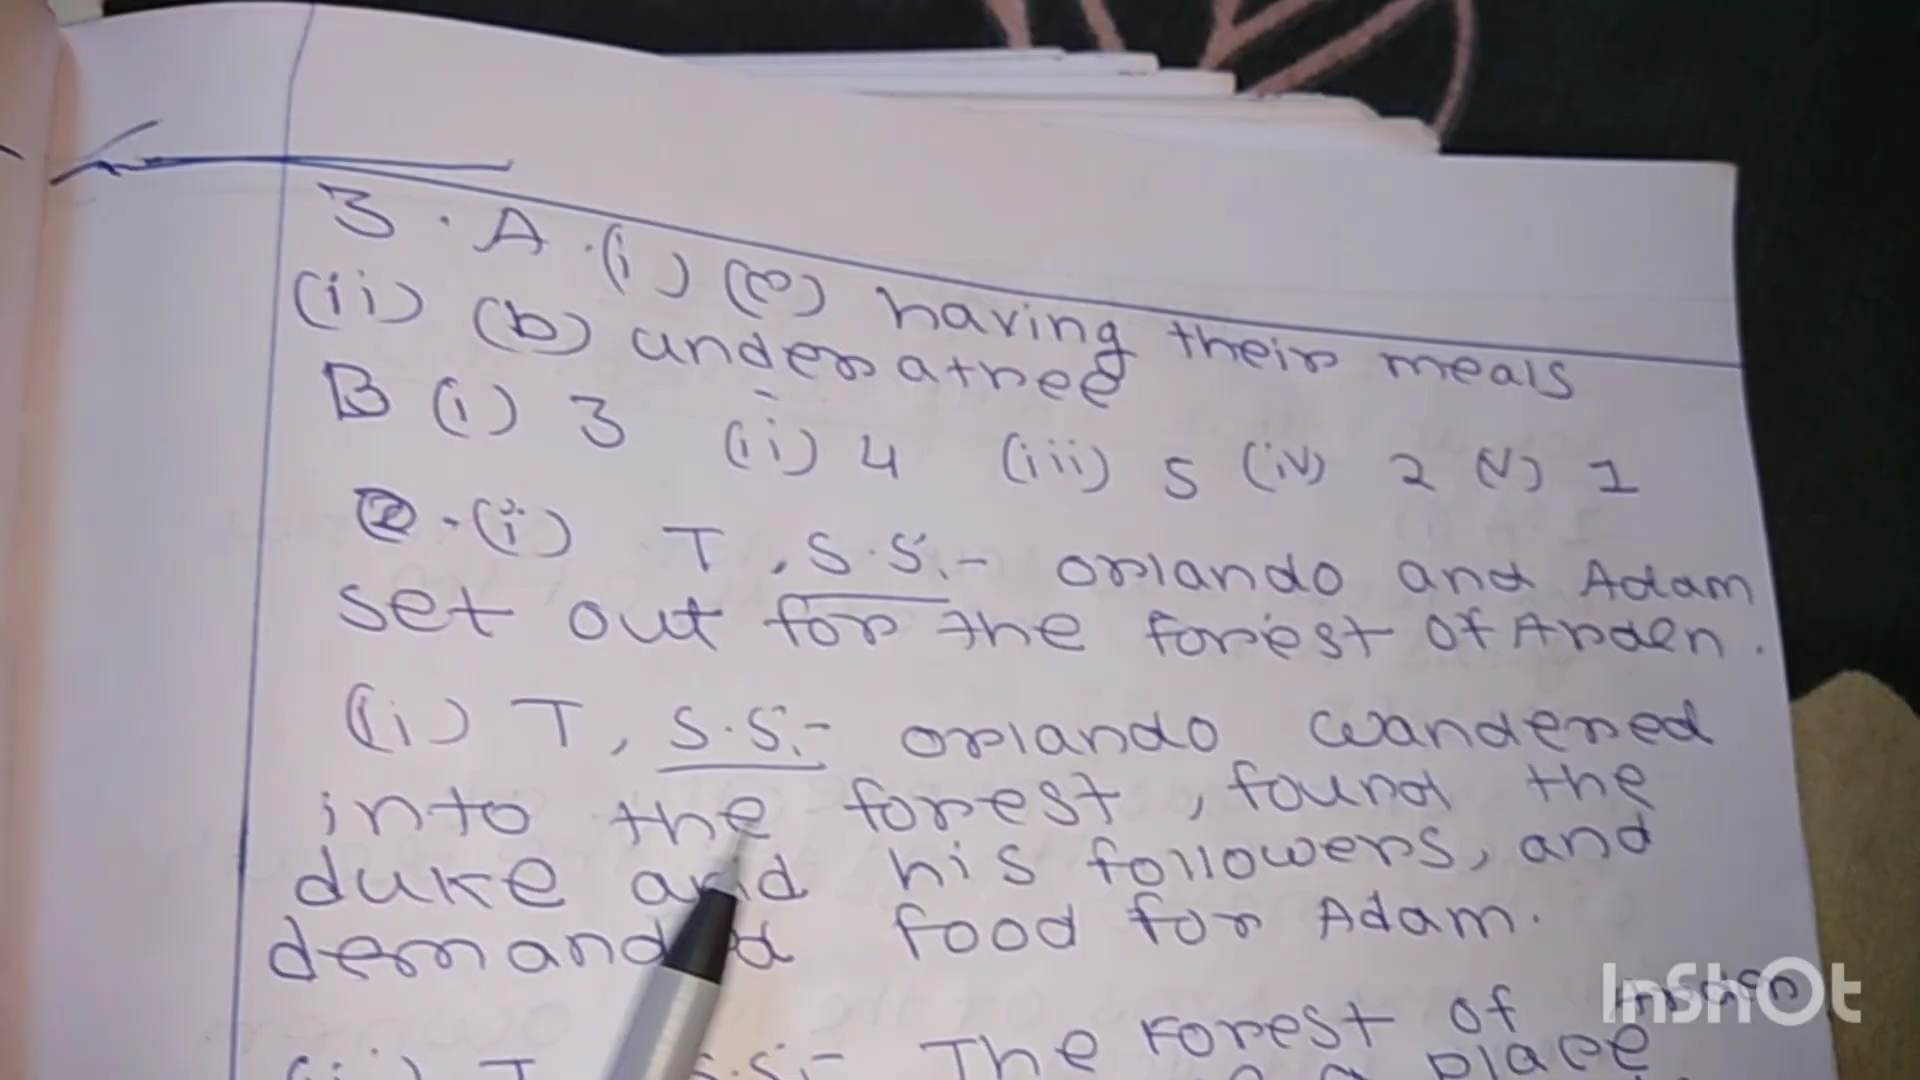 3. A. (i) (c) having their meals
(ii) (b) under a tree
B (i) 3 (ii) 4 (iii) 5 (iv) 2 (v) 1
(i) T, S.S:- orlando and Adam
set out for the forest of Arden.
(i) T, S.S:- orlando wandered
into the forest, found the
duke and his followers, and
demanded food for Adam.
T S.S:- The Forest of Arden
a place
InShOt